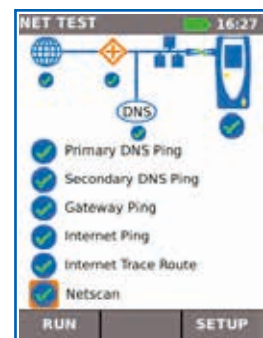 NET TEST 16:27
DNS
Primary DNS Ping
Secondary DNS Ping
Gateway Ping
Internet Ping
Internet Trace Route
Netscan
RUN SETUP